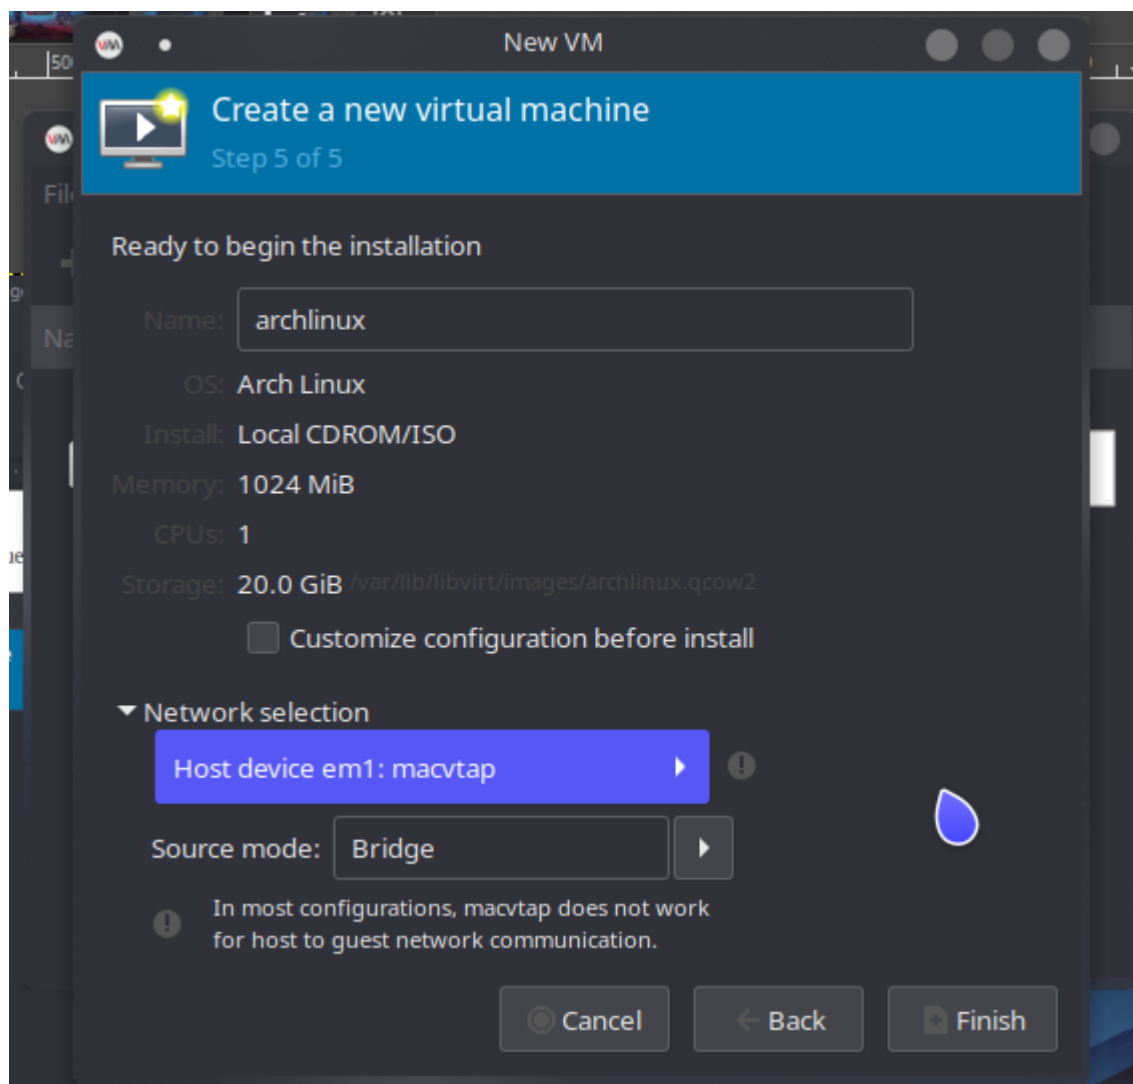 50
New VM
Create a new virtual machine
Step 5 of 5
Ready to begin the installation
Name: archlinux
OS: Arch Linux
Install: Local CDROM/ISO
Memory: 1024 MiB
CPUs: 1
Storage: 20.0 GiB /var/lib/libvirt/images/archlinux.qcow2
Customize configuration before install
Network selection
Host device em1: macvtap
Source mode: Bridge
In most configurations, macvtap does not work
for host to guest network communication.
Cancel
Back
Finish